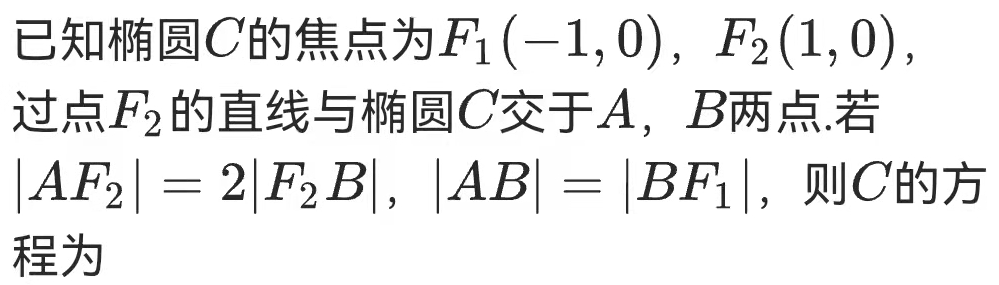 已知椭圆C的焦点为F₁(−1,0)，F₂(1,0)，
过点F₂的直线与椭圆C交于A，B两点.若
|AF₂| = 2|F₂B|，|AB| = |BF₁|，则C的方
程为